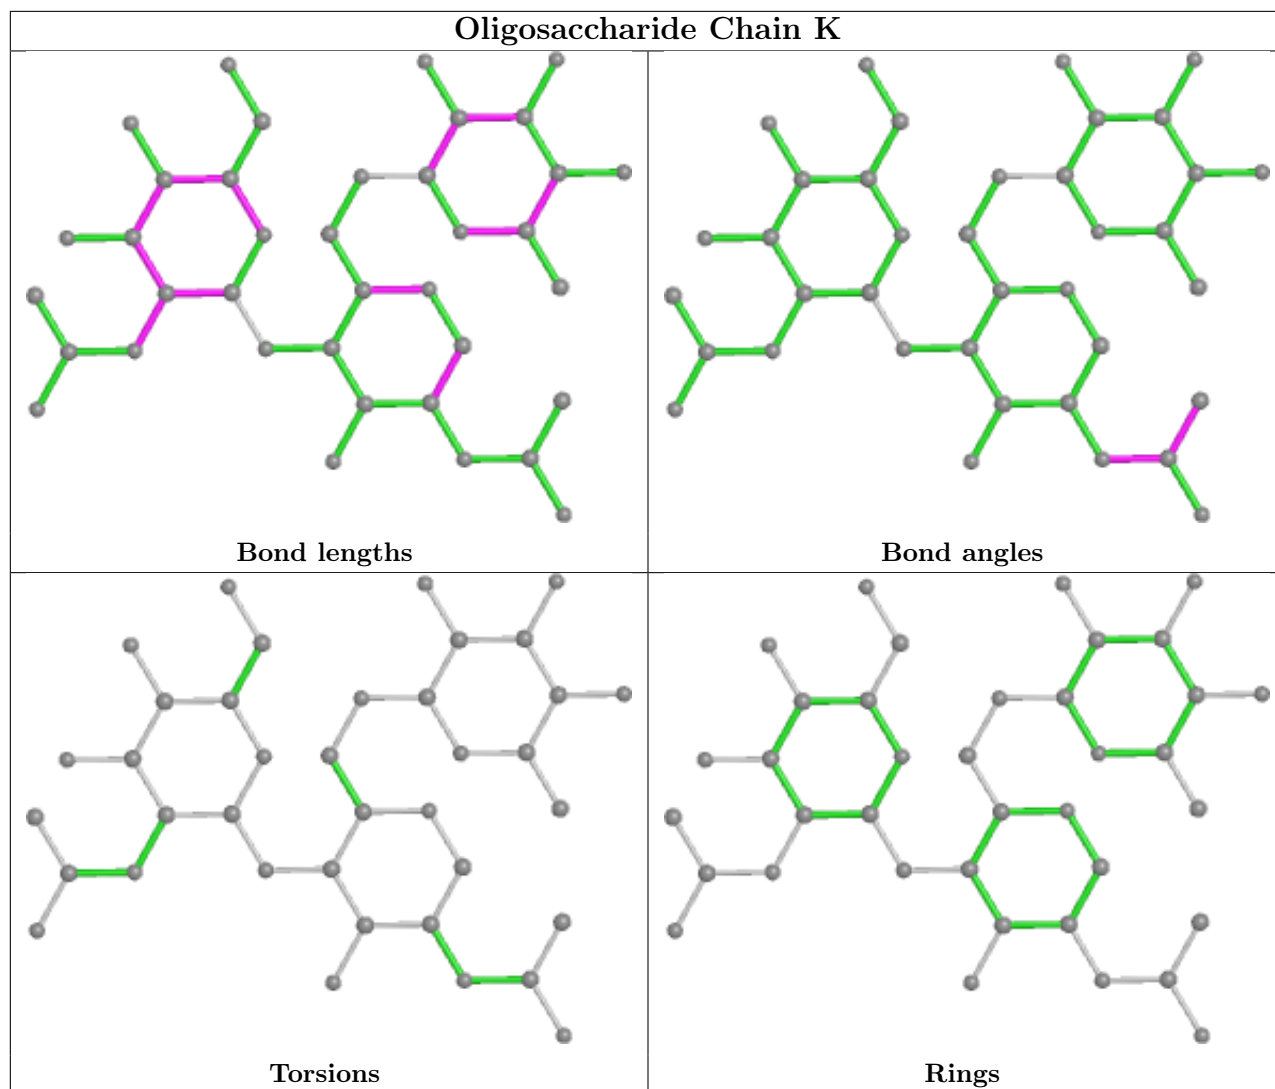 Oligosaccharide Chain K
Bond lengths
Bond angles
Torsions
Rings